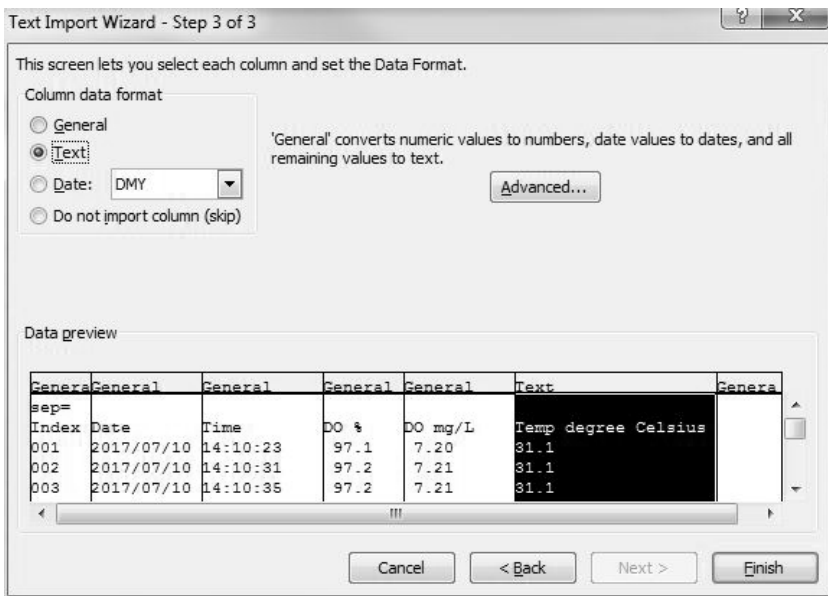 Text Import Wizard - Step 3 of 3
? X
This screen lets you select each column and set the Data Format.
Column data format
General
Text
Date: DMY
Do not import column (skip)
'General' converts numeric values to numbers, date values to dates, and all
remaining values to text.
Advanced...
Data preview
GeneraGeneral General General General Text Genera
sep=
Index Date Time DO % DO mg/L Temp degree Celsius
001 2017/07/10 14:10:23 97.1 7.20 31.1
002 2017/07/10 14:10:31 97.2 7.21 31.1
003 2017/07/10 14:10:35 97.2 7.21 31.1
Cancel < Back Next > Finish